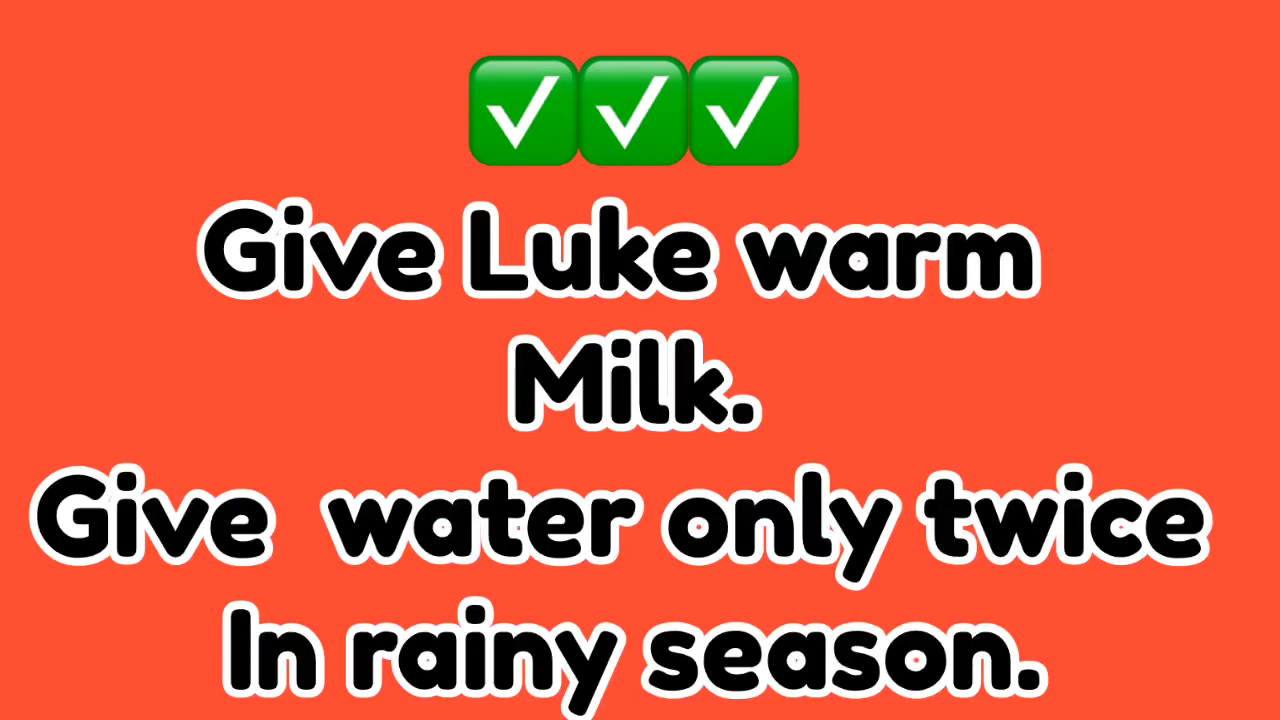 ✅✅✅
Give Luke warm
Milk.
Give  water only twice
In rainy season.